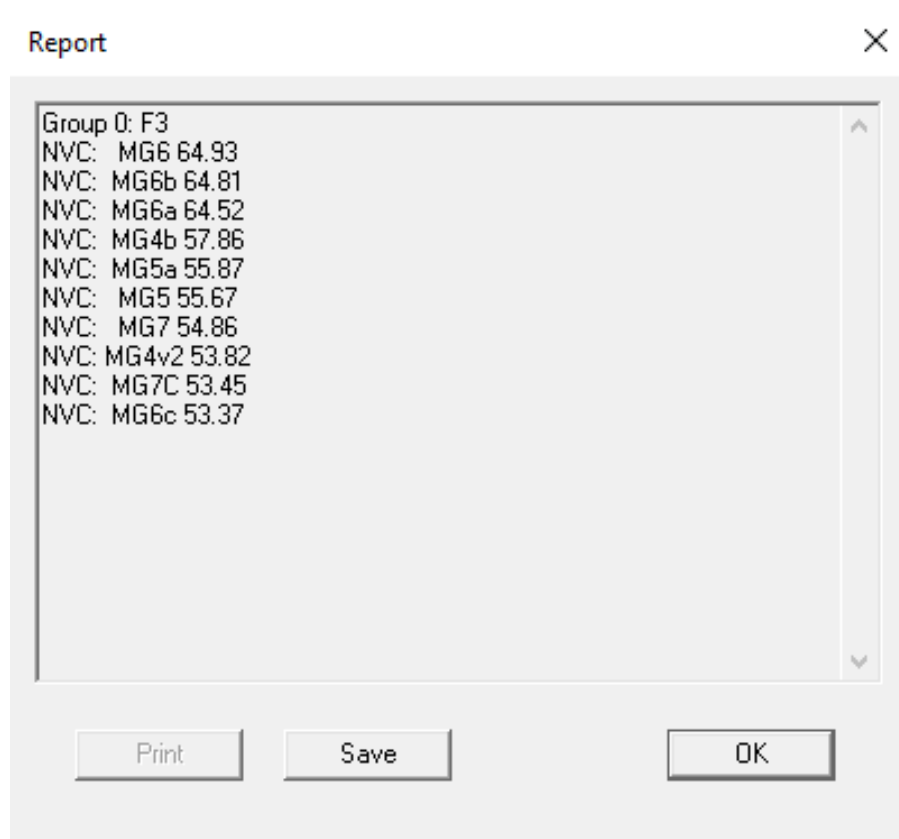 Report
Group 0: F3
NVC:   MG6 64.93
NVC:  MG6b 64.81
NVC:  MG6a 64.52
NVC:  MG4b 57.86
NVC:  MG5a 55.87
NVC:   MG5 55.67
NVC:   MG7 54.86
NVC: MG4v2 53.82
NVC:  MG7C 53.45
NVC:  MG6c 53.37
Print Save OK